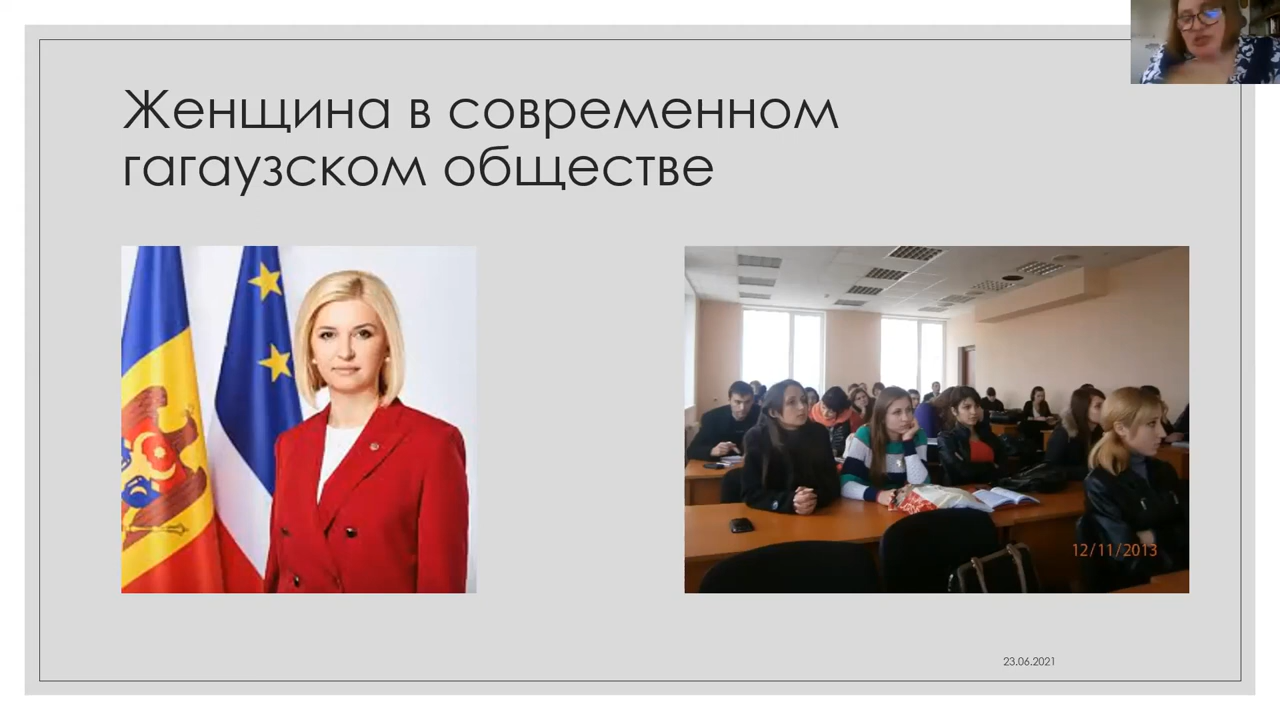 Женщина в современном
гагаузском обществе
12/11/2013
23.06.2021